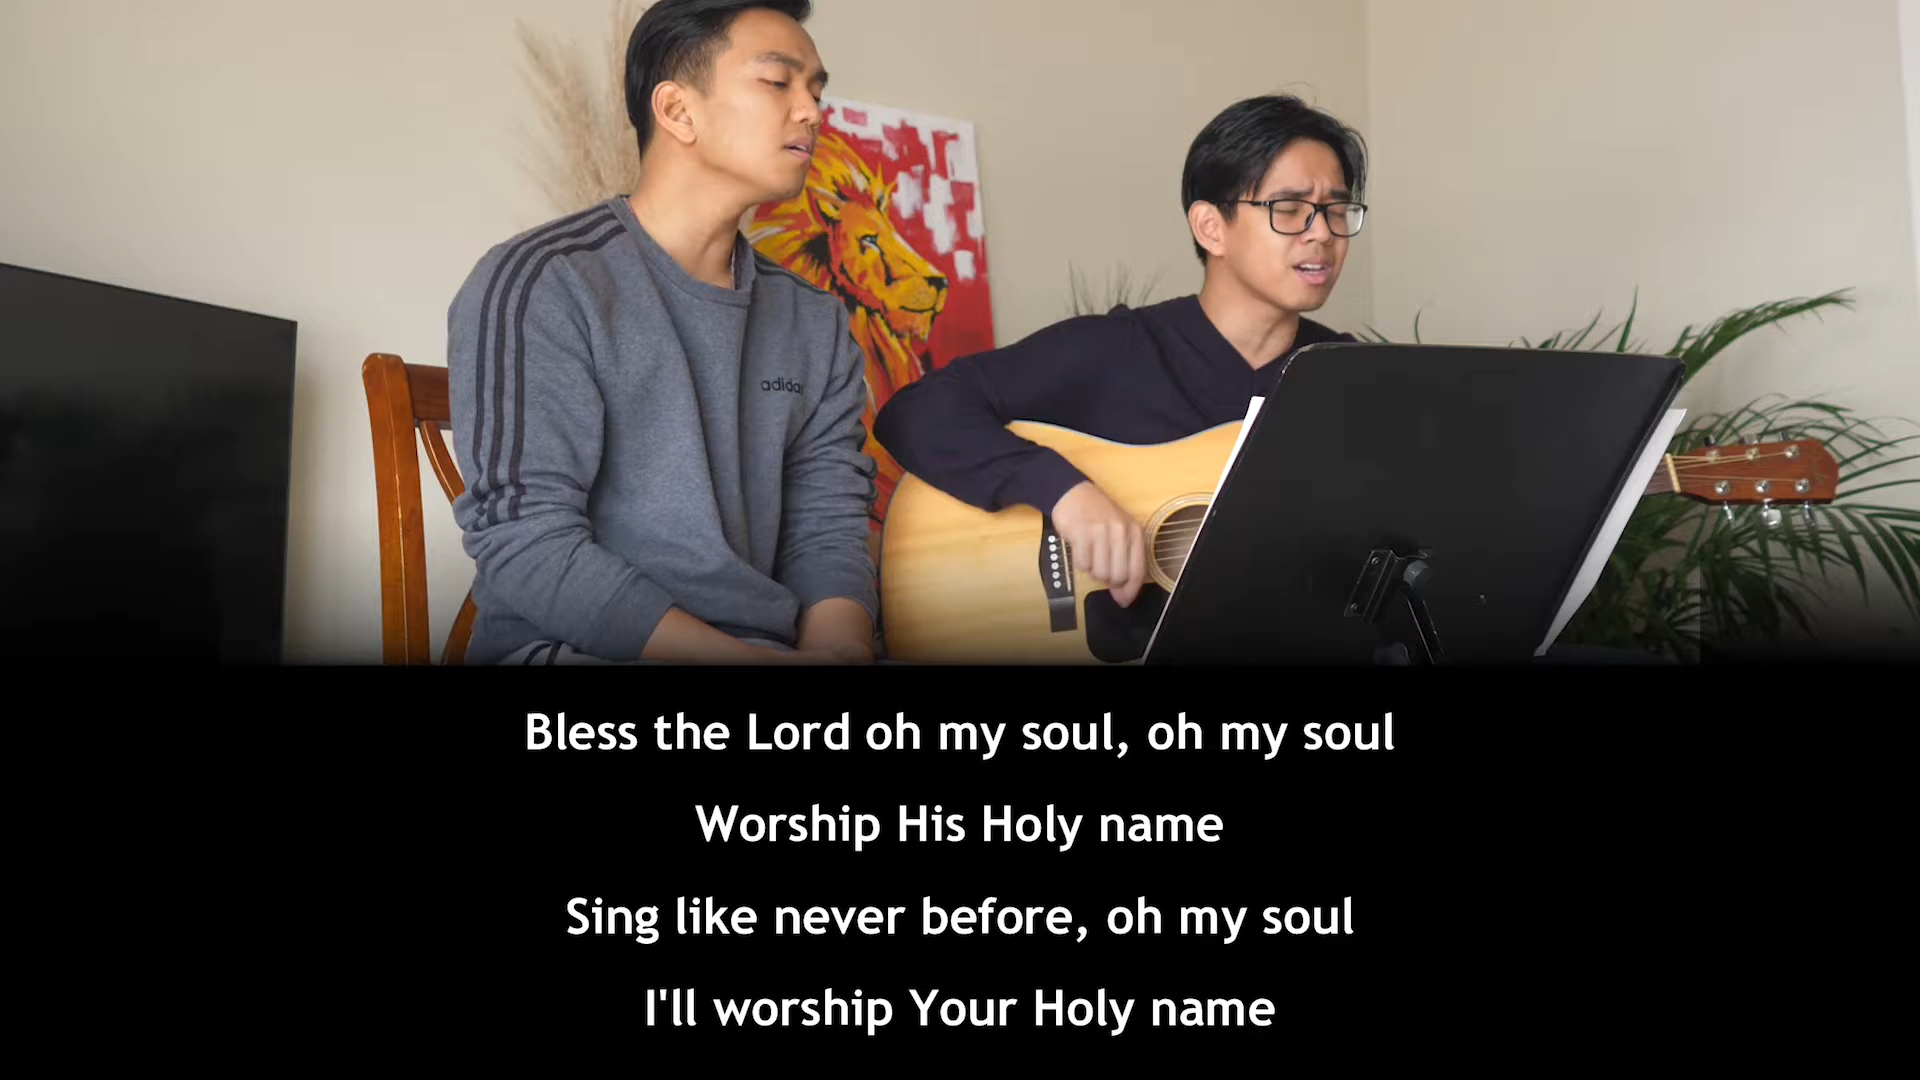 adidas
Bless the Lord oh my soul, oh my soul
Worship His Holy name
Sing like never before, oh my soul
I'll worship Your Holy name